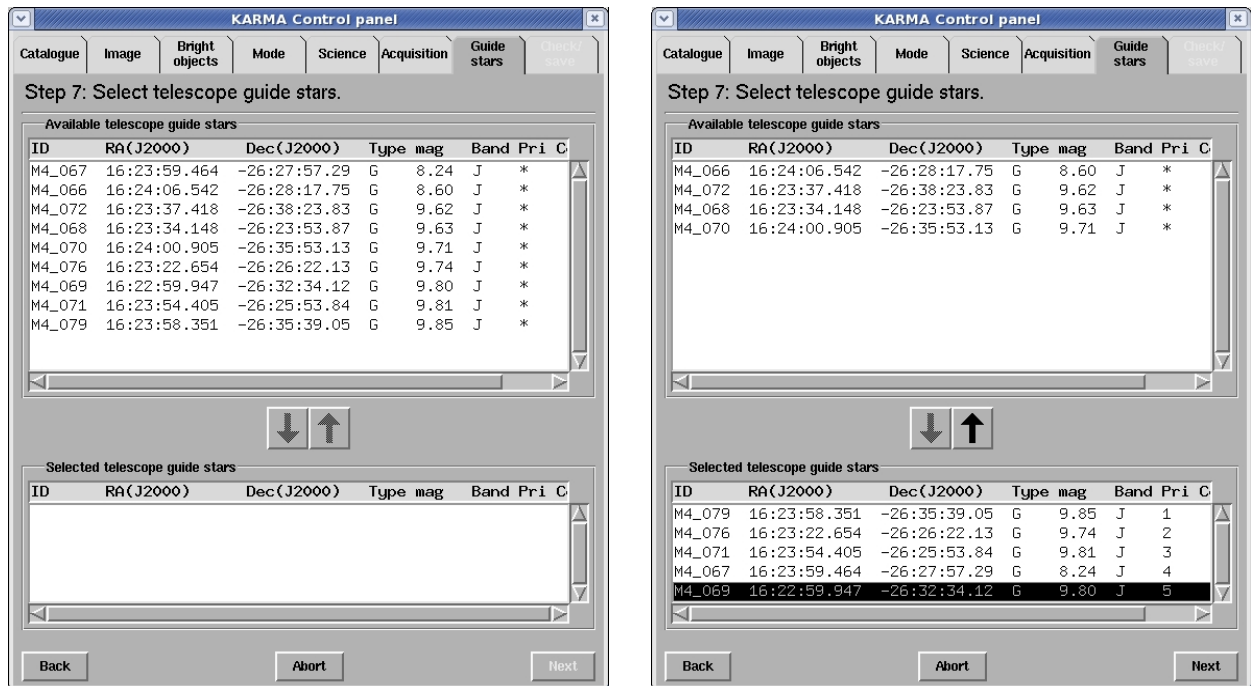 KARMA Control panel
Catalogue Image Bright objects Mode Science Acquisition Guide stars Check/ save
Step 7: Select telescope guide stars.
Available telescope guide stars
ID RA(J2000) Dec(J2000) Type mag Band Pri C
M4_067 16:23:59.464 -26:27:57.29 G 8.24 J *
M4_066 16:24:06.542 -26:28:17.75 G 8.60 J *
M4_072 16:23:37.418 -26:38:23.83 G 9.62 J *
M4_068 16:23:34.148 -26:23:53.87 G 9.63 J *
M4_070 16:24:00.905 -26:35:53.13 G 9.71 J *
M4_076 16:23:22.654 -26:26:22.13 G 9.74 J *
M4_069 16:22:59.947 -26:32:34.12 G 9.80 J *
M4_071 16:23:54.405 -26:25:53.84 G 9.81 J *
M4_079 16:23:58.351 -26:35:39.05 G 9.85 J *
Selected telescope guide stars
ID RA(J2000) Dec(J2000) Type mag Band Pri C
Back Abort Next
KARMA Control panel
Catalogue Image Bright objects Mode Science Acquisition Guide stars Check/ save
Step 7: Select telescope guide stars.
Available telescope guide stars
ID RA(J2000) Dec(J2000) Type mag Band Pri C
M4_066 16:24:06.542 -26:28:17.75 G 8.60 J *
M4_072 16:23:37.418 -26:38:23.83 G 9.62 J *
M4_068 16:23:34.148 -26:23:53.87 G 9.63 J *
M4_070 16:24:00.905 -26:35:53.13 G 9.71 J *
Selected telescope guide stars
ID RA(J2000) Dec(J2000) Type mag Band Pri C
M4_079 16:23:58.351 -26:35:39.05 G 9.85 J 1
M4_076 16:23:22.654 -26:26:22.13 G 9.74 J 2
M4_071 16:23:54.405 -26:25:53.84 G 9.81 J 3
M4_067 16:23:59.464 -26:27:57.29 G 8.24 J 4
M4_069 16:22:59.947 -26:32:34.12 G 9.80 J 5
Back Abort Next